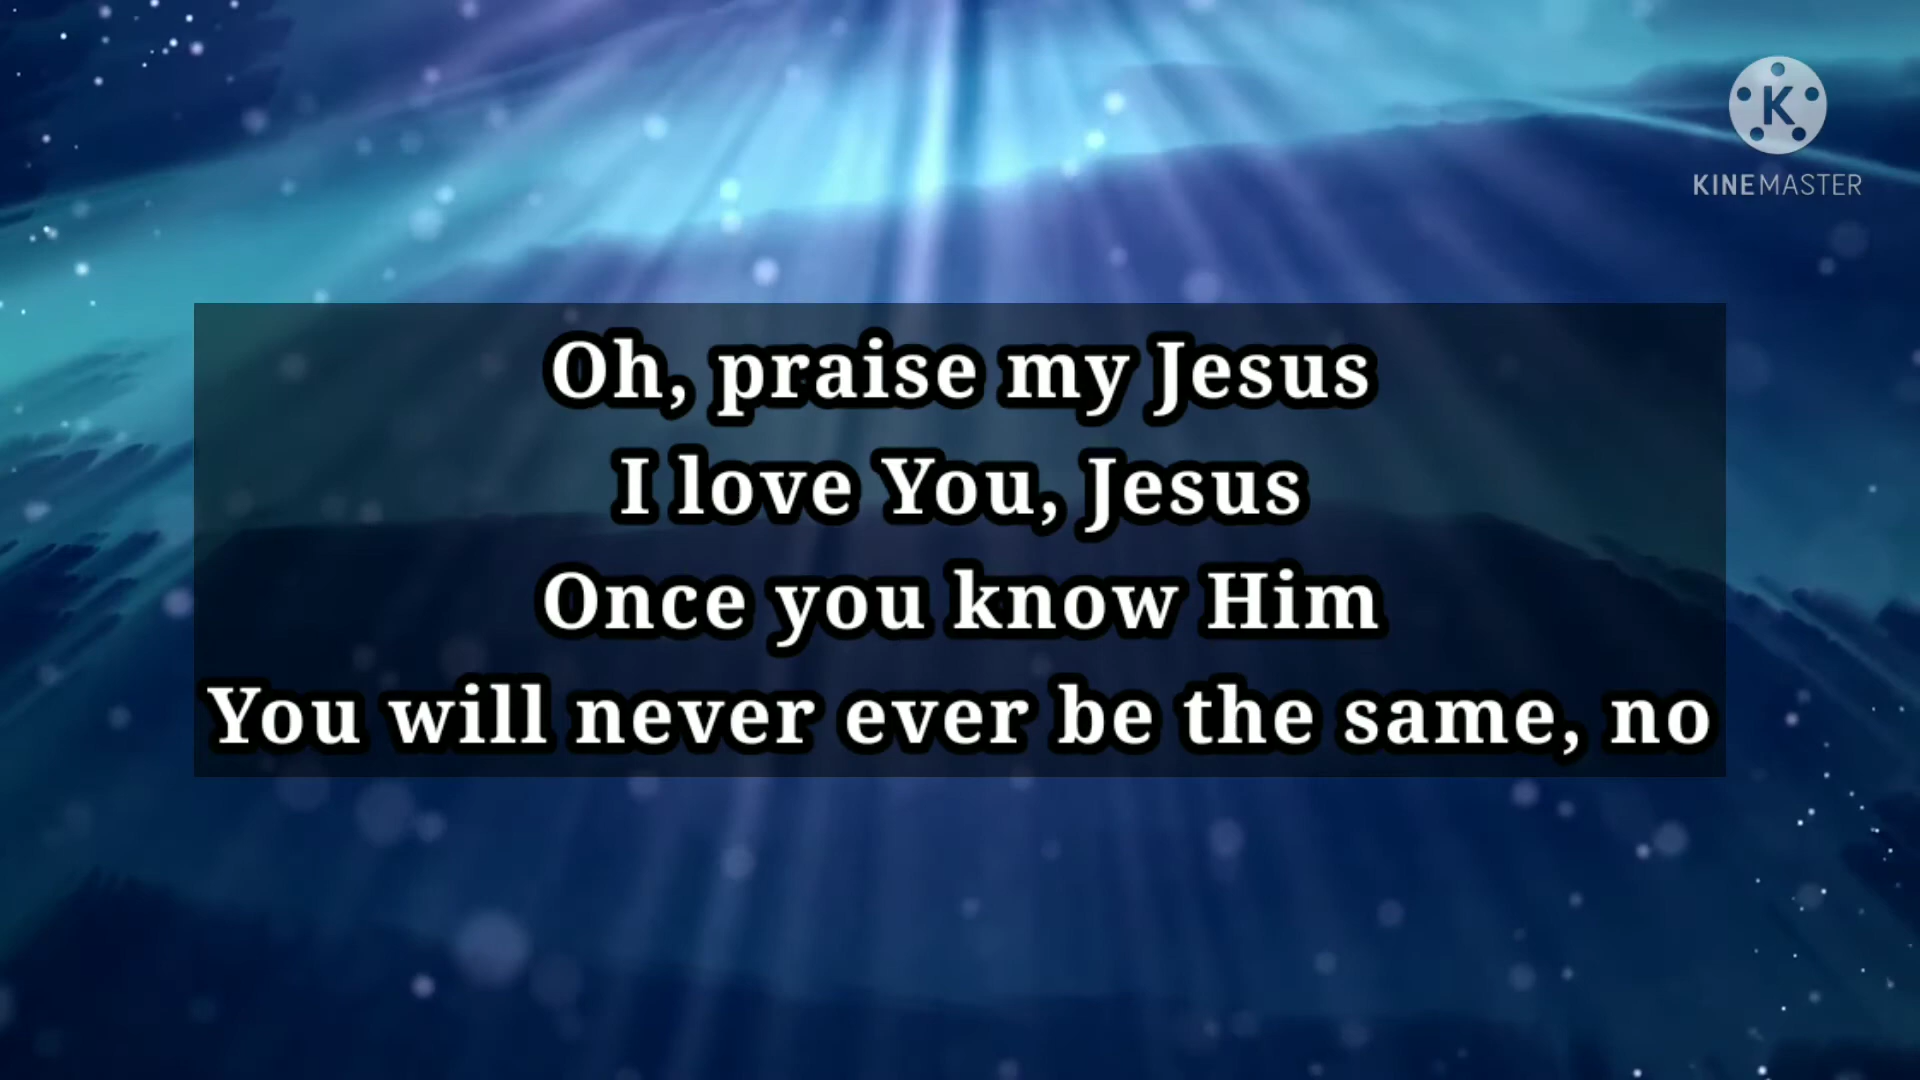 K
KINEMASTER
Oh, praise my Jesus
I love You, Jesus
Once you know Him
You will never ever be the same, no